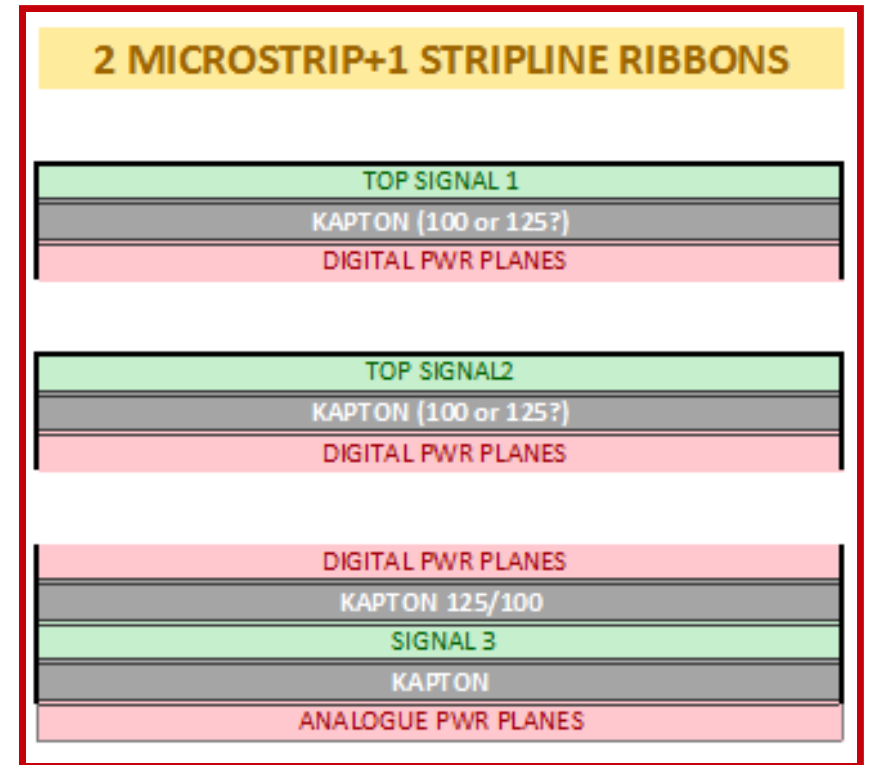 2 MICROSTRIP+1 STRIPLINE RIBBONS
TOP SIGNAL 1
KAPTON (100 or 125?)
DIGITAL PWR PLANES
TOP SIGNAL2
KAPTON (100 or 125?)
DIGITAL PWR PLANES
DIGITAL PWR PLANES
KAPTON 125/100
SIGNAL 3
KAPTON
ANALOGUE PWR PLANES